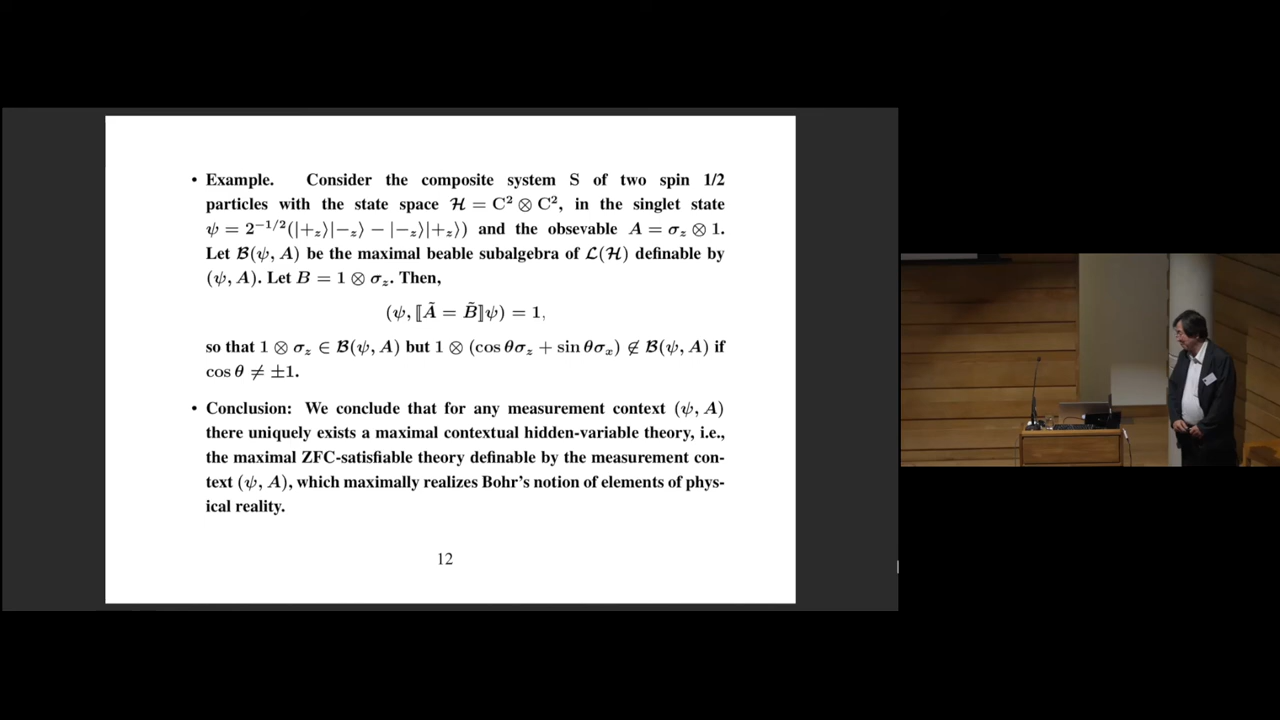 • Example. Consider the composite system S of two spin 1/2
particles with the state space ℋ = C² ⊗ C², in the singlet state
ψ = 2^{−1/2}(|+_z⟩|−_z⟩ − |−_z⟩|+_z⟩) and the obsevable A = σ_z ⊗ 1.
Let ℬ(ψ, A) be the maximal beable subalgebra of ℒ(ℋ) definable by
(ψ, A). Let B = 1 ⊗ σ_z. Then,
(ψ, ⟦Ã = B̃⟧ψ) = 1,
so that 1 ⊗ σ_z ∈ ℬ(ψ, A) but 1 ⊗ (cos θσ_z + sin θσ_x) ∉ ℬ(ψ, A) if
cos θ ≠ ±1.
• Conclusion: We conclude that for any measurement context (ψ, A)
there uniquely exists a maximal contextual hidden-variable theory, i.e.,
the maximal ZFC-satisfiable theory definable by the measurement con-
text (ψ, A), which maximally realizes Bohr's notion of elements of phys-
ical reality.
12